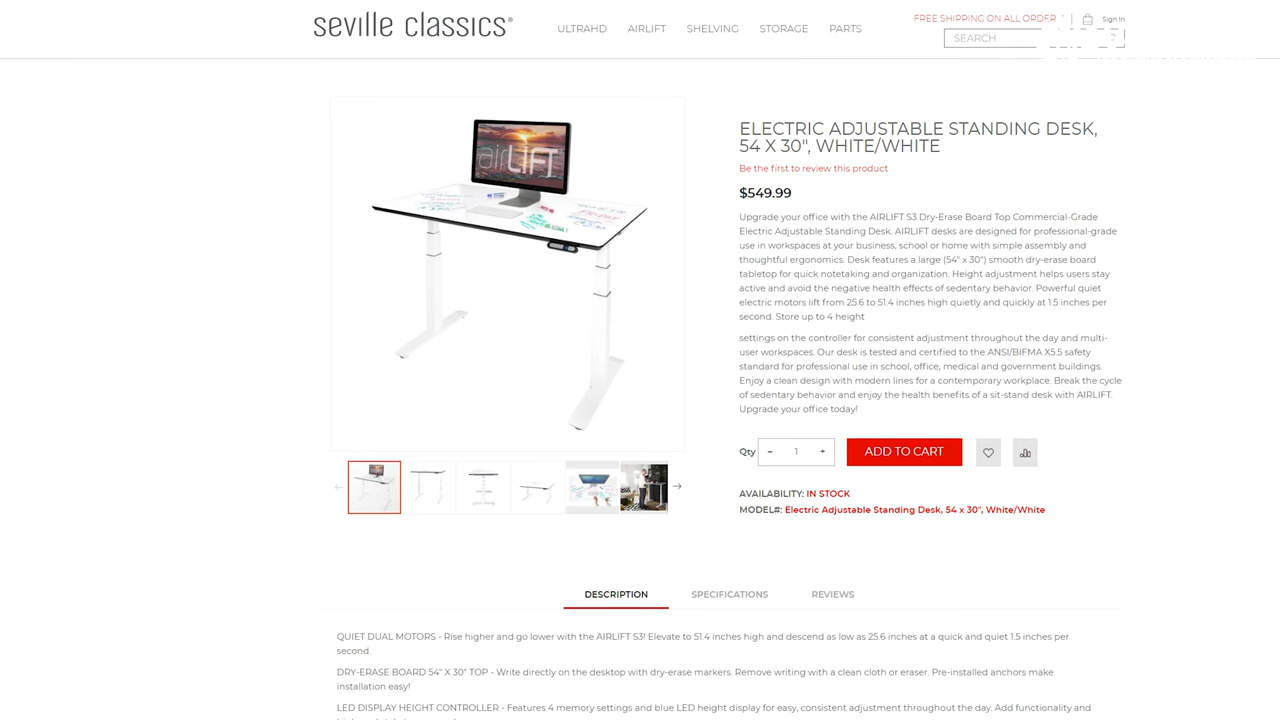 seville classics®
ULTRAHD AIRLIFT SHELVING STORAGE PARTS
FREE SHIPPING ON ALL ORDER
Sign In
SEARCH
airLIFT
FRIDAY
ELECTRIC ADJUSTABLE STANDING DESK,
54 X 30", WHITE/WHITE
Be the first to review this product
$549.99
Upgrade your office with the AIRLIFT S3 Dry-Erase Board Top Commercial-Grade
Electric Adjustable Standing Desk. AIRLIFT desks are designed for professional-grade
use in workspaces at your business, school or home with simple assembly and
thoughtful ergonomics. Desk features a large (54" x 30") smooth dry-erase board
tabletop for quick notetaking and organization. Height adjustment helps users stay
active and avoid the negative health effects of sedentary behavior. Powerful quiet
electric motors lift from 25.6 to 51.4 inches high quietly and quickly at 1.5 inches per
second. Store up to 4 height
settings on the controller for consistent adjustment throughout the day and multi-
user workspaces. Our desk is tested and certified to the ANSI/BIFMA X5.5 safety
standard for professional use in school, office, medical and government buildings.
Enjoy a clean design with modern lines for a contemporary workplace. Break the cycle
of sedentary behavior and enjoy the health benefits of a sit-stand desk with AIRLIFT.
Upgrade your office today!
Qty - 1 + ADD TO CART
AVAILABILITY: IN STOCK
MODEL#: Electric Adjustable Standing Desk, 54 x 30", White/White
DESCRIPTION SPECIFICATIONS REVIEWS
QUIET DUAL MOTORS - Rise higher and go lower with the AIRLIFT S3! Elevate to 51.4 inches high and descend as low as 25.6 inches at a quick and quiet 1.5 inches per
second.
DRY-ERASE BOARD 54" X 30" TOP - Write directly on the desktop with dry-erase markers. Remove writing with a clean cloth or eraser. Pre-installed anchors make
installation easy!
LED DISPLAY HEIGHT CONTROLLER - Features 4 memory settings and blue LED height display for easy, consistent adjustment throughout the day. Add functionality and